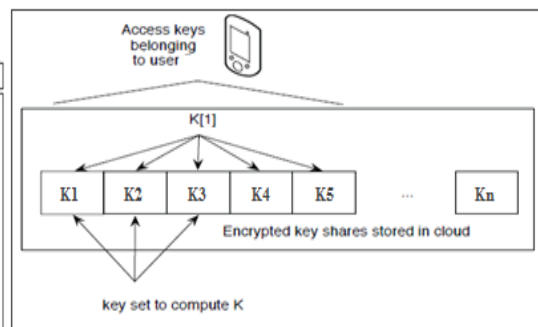 Access keys
belonging
to user
K[1]
K1 K2 K3 K4 K5 ... Kn
Encrypted key shares stored in cloud
key set to compute K